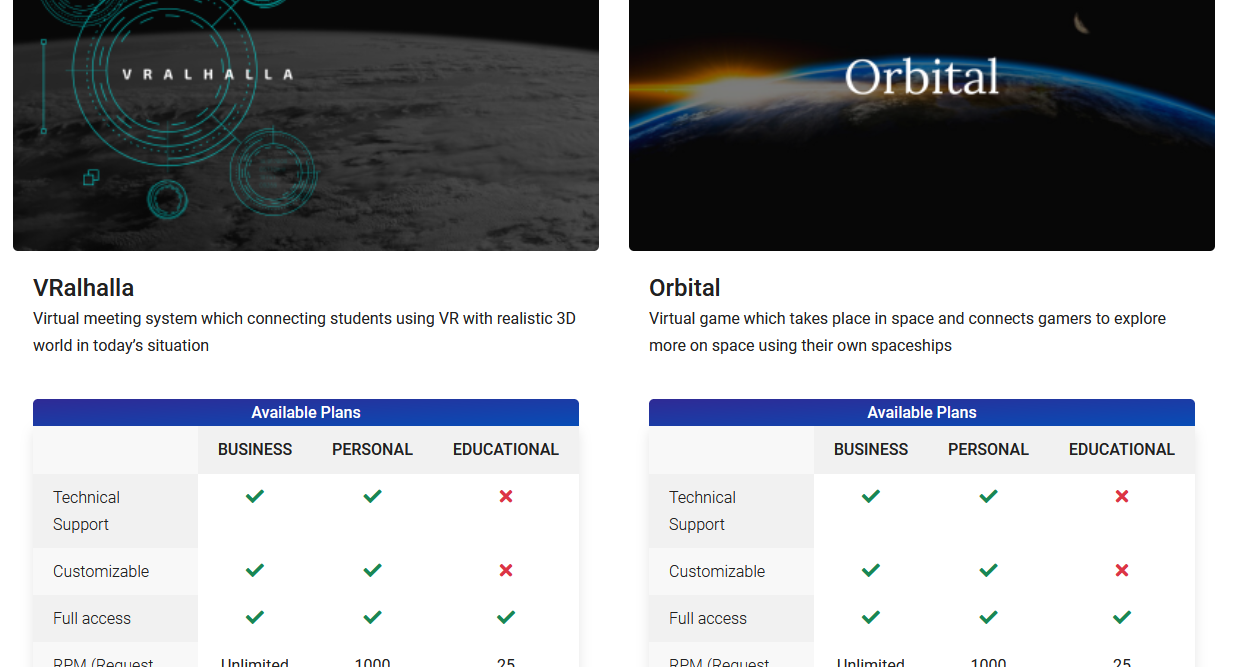 VRALHALLA
Orbital
VRalhalla
Virtual meeting system which connecting students using VR with realistic 3D
world in today’s situation
Available Plans
BUSINESS PERSONAL EDUCATIONAL
Technical
Support
Customizable
Full access
RPM (Request Unlimited 1000 25
Orbital
Virtual game which takes place in space and connects gamers to explore
more on space using their own spaceships
Available Plans
BUSINESS PERSONAL EDUCATIONAL
Technical
Support
Customizable
Full access
RPM (Request Unlimited 1000 25